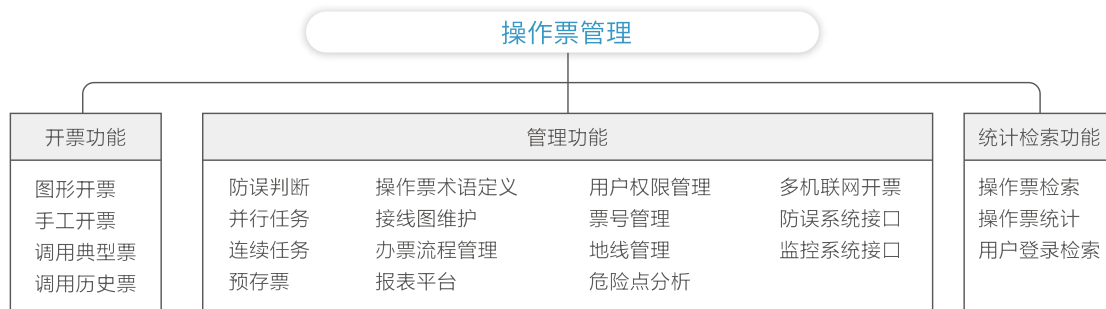 操作票管理
开票功能
图形开票
手工开票
调用典型票
调用历史票
管理功能
防误判断 操作票术语定义 用户权限管理 多机联网开票
并行任务 接线图维护 票号管理 防误系统接口
连续任务 办票流程管理 地线管理 监控系统接口
预存票 报表平台 危险点分析
统计检索功能
操作票检索
操作票统计
用户登录检索